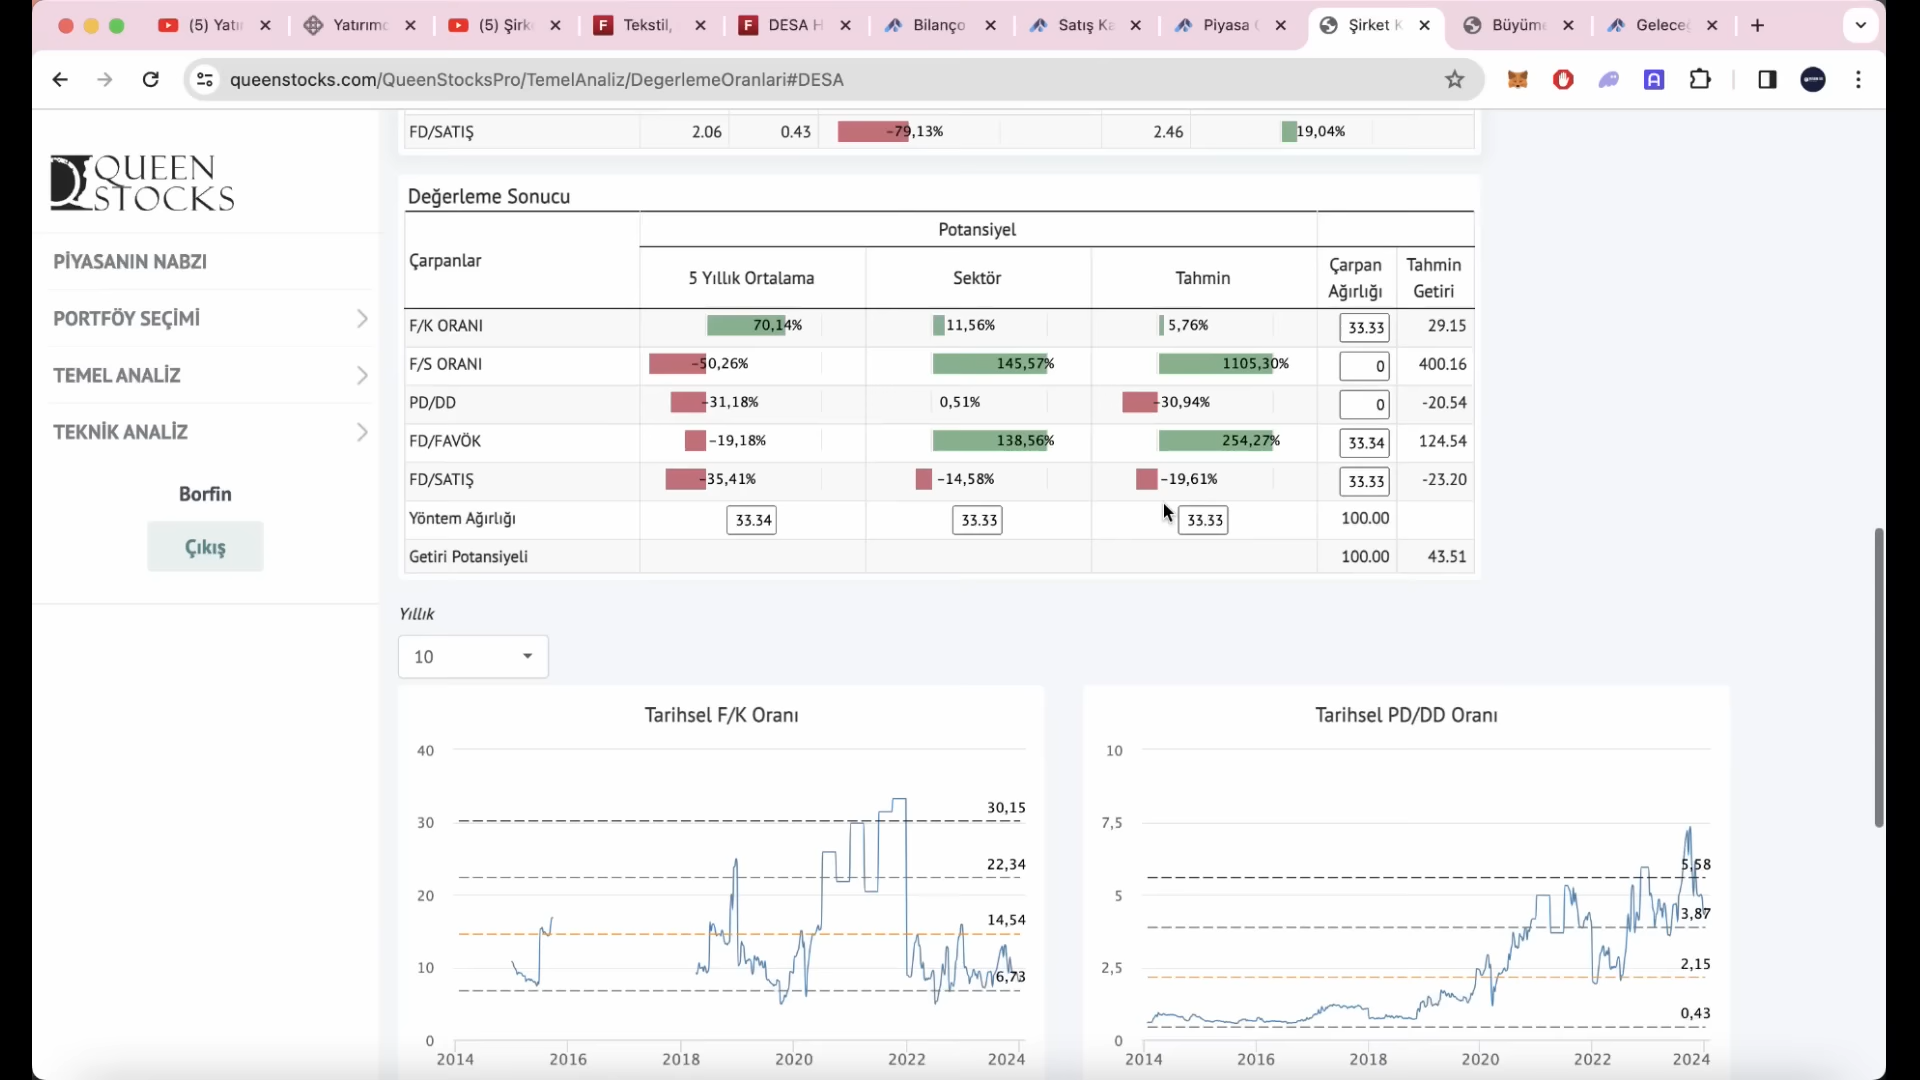 (5) Yatı
Yatırımc
(5) Şirk
Tekstil,
DESA H
Bilanço
Satış Ka
Piyasa
Şirket K
Büyüme
Gelece
queenstocks.com/QueenStocksPro/TemelAnaliz/DegerlemeOranlari#DESA
QUEEN
STOCKS
PİYASANIN NABZI
PORTFÖY SEÇİMİ
TEMEL ANALİZ
TEKNİK ANALİZ
Borfin
Çıkış
FD/SATIŞ 2.06 0.43 -79,13% 2.46 19,04%
Değerleme Sonucu
Potansiyel
Çarpanlar 5 Yıllık Ortalama Sektör Tahmin Çarpan Ağırlığı Tahmin Getiri
F/K ORANI 70,14% 11,56% 5,76% 33.33 29.15
F/S ORANI -50,26% 145,57% 1105,30% 0 400.16
PD/DD -31,18% 0,51% -30,94% 0 -20.54
FD/FAVÖK -19,18% 138,56% 254,27% 33.34 124.54
FD/SATIŞ -35,41% -14,58% -19,61% 33.33 -23.20
Yöntem Ağırlığı 33.34 33.33 33.33 100.00
Getiri Potansiyeli 100.00 43.51
Yıllık
10
Tarihsel F/K Oranı
40
30
20
10
0
30,15
22,34
14,54
6,73
2014 2016 2018 2020 2022 2024
Tarihsel PD/DD Oranı
10
7,5
5
2,5
0
5,58
3,87
2,15
0,43
2014 2016 2018 2020 2022 2024